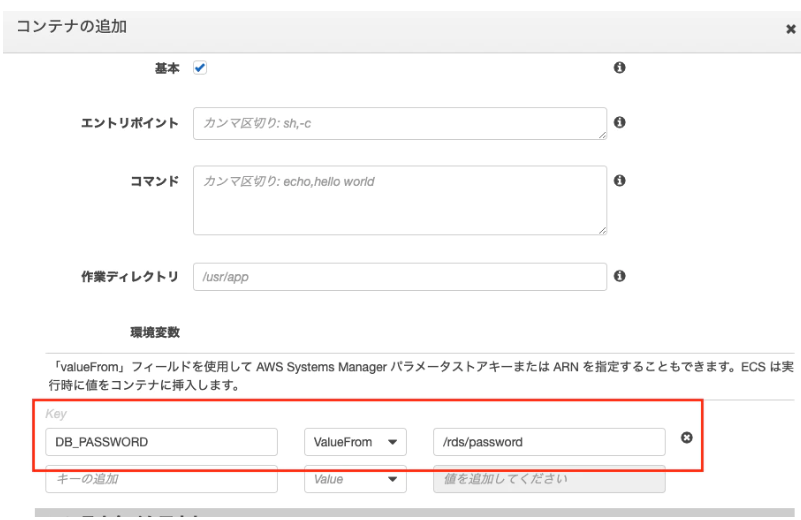 コンテナの追加
基本
エントリポイント
カンマ区切り: sh,-c
コマンド
カンマ区切り: echo,hello world
作業ディレクトリ
/usr/app
環境変数
「valueFrom」フィールドを使用して AWS Systems Manager パラメータストアキーまたは ARN を指定することもできます。ECS は実
行時に値をコンテナに挿入します。
Key
DB_PASSWORD ValueFrom /rds/password
キーの追加 Value 値を追加してください